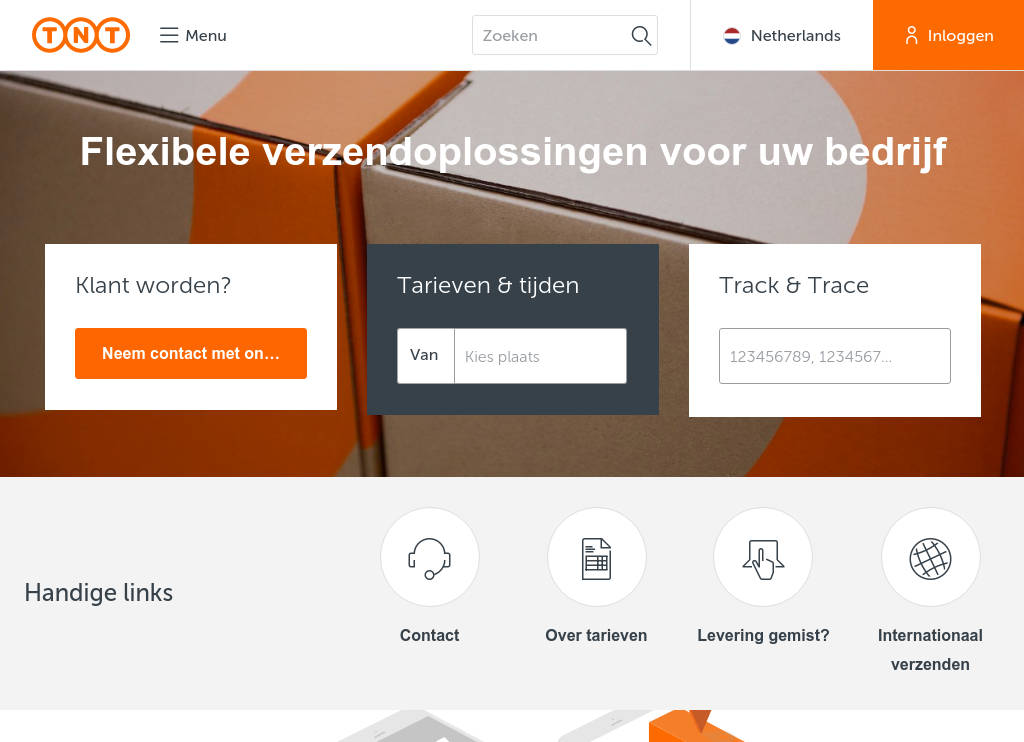 TNT
Menu
Zoeken
Netherlands
Inloggen
Flexibele verzendoplossingen voor uw bedrijf
Klant worden?
Neem contact met on...
Tarieven & tijden
Van
Kies plaats
Track & Trace
123456789, 1234567...
Handige links
Contact
Over tarieven
Levering gemist?
Internationaal
verzenden